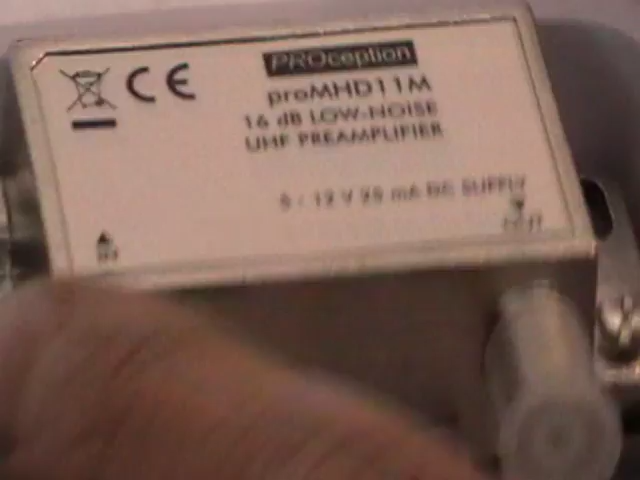 CE
PROception
proMHD11M
16 dB LOW-NOISE
UHF PREAMPLIFIER
5 - 12 V 25 mA DC SUPPLY